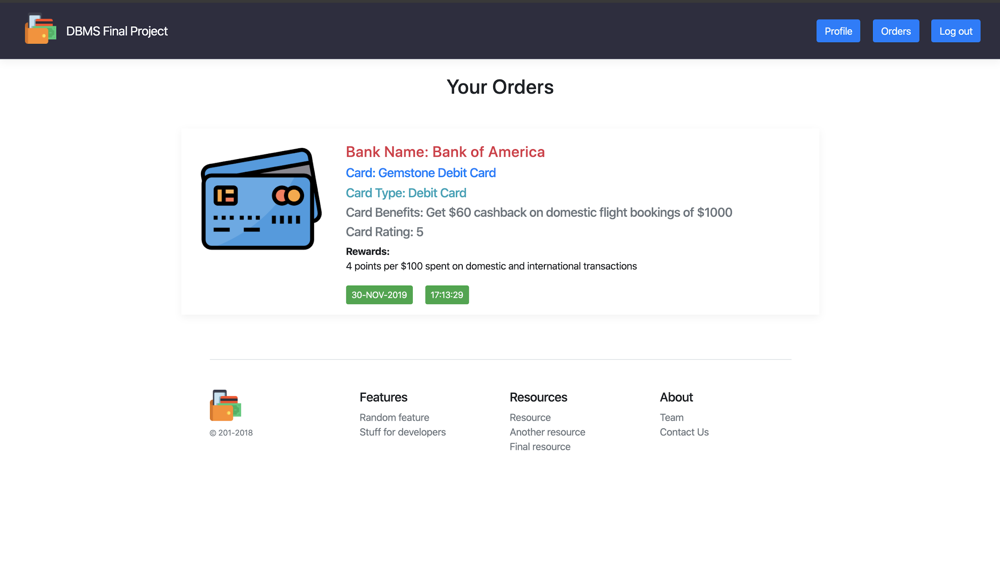 DBMS Final Project
Profile Orders Log out
Your Orders
Bank Name: Bank of America
Card: Gemstone Debit Card
Card Type: Debit Card
Card Benefits: Get $60 cashback on domestic flight bookings of $1000
Card Rating: 5
Rewards:
4 points per $100 spent on domestic and international transactions
30-NOV-2019 17:13:29
© 201-2018
Features
Random feature
Stuff for developers
Resources
Resource
Another resource
Final resource
About
Team
Contact Us